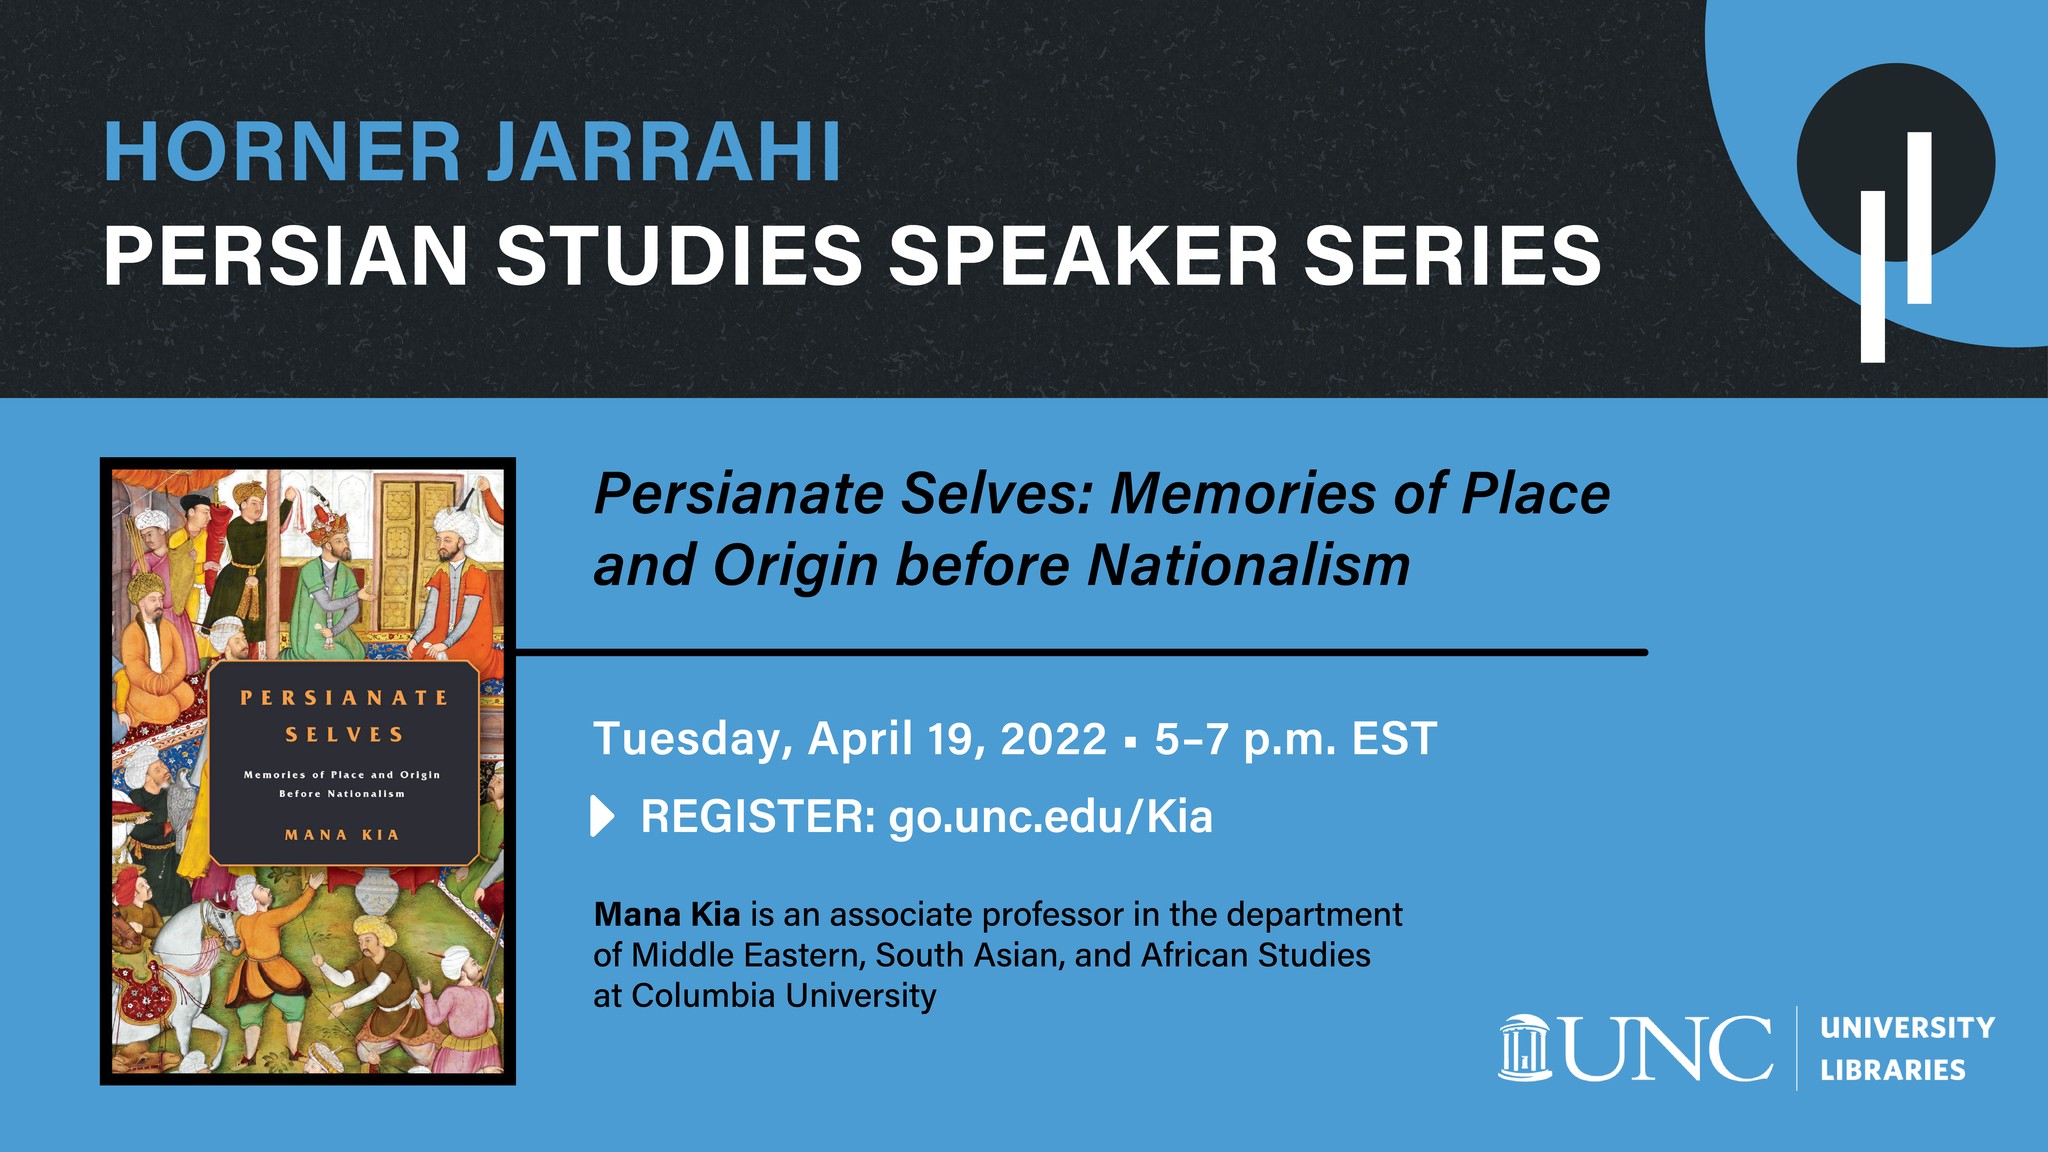 HORNER JARRAHI
PERSIAN STUDIES SPEAKER SERIES
PERSIANATE
SELVES
Memories of Place and Origin
Before Nationalism
MANA KIA
Persianate Selves: Memories of Place
and Origin before Nationalism
Tuesday, April 19, 2022 ▪ 5–7 p.m. EST
REGISTER: go.unc.edu/Kia
Mana Kia is an associate professor in the department
of Middle Eastern, South Asian, and African Studies
at Columbia University
UNC
UNIVERSITY
LIBRARIES